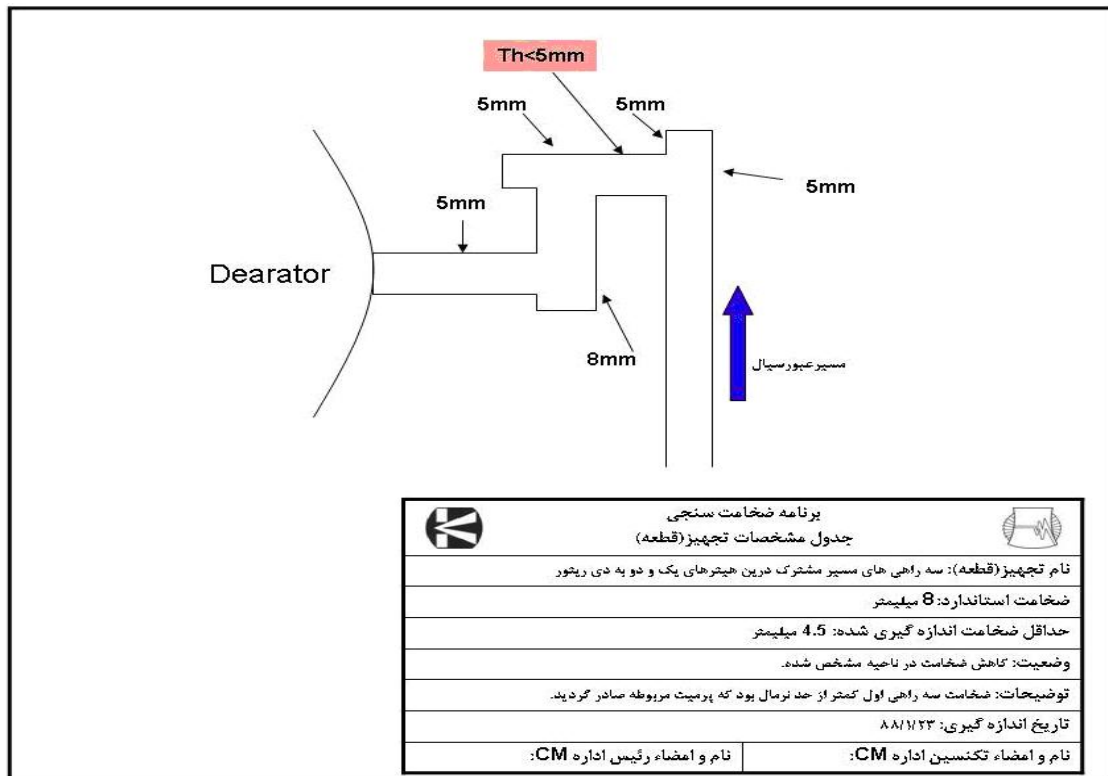 Th<5mm
5mm
5mm
5mm
5mm
Dearator
8mm
مسیرعبورسیال
برنامه ضخامت سنجی
جدول مشخصات تجهیز(قطعه)
نام تجهیز(قطعه): سه راهی های مسیر مشترک درین هیترهای یک و دو به دی ریتور
ضخامت استاندارد: 8 میلیمتر
حداقل ضخامت اندازه گیری شده: 4.5 میلیمتر
وضعیت: کاهش ضخامت در ناحیه مشخص شده.
توضیحات: ضخامت سه راهی اول کمتر از حد نرمال بود که پرمیت مربوطه صادر گردید.
تاریخ اندازه گیری: ۸۸/۱/۲۳
نام و امضاء تکنسین اداره CM:
نام و امضاء رئیس اداره CM: